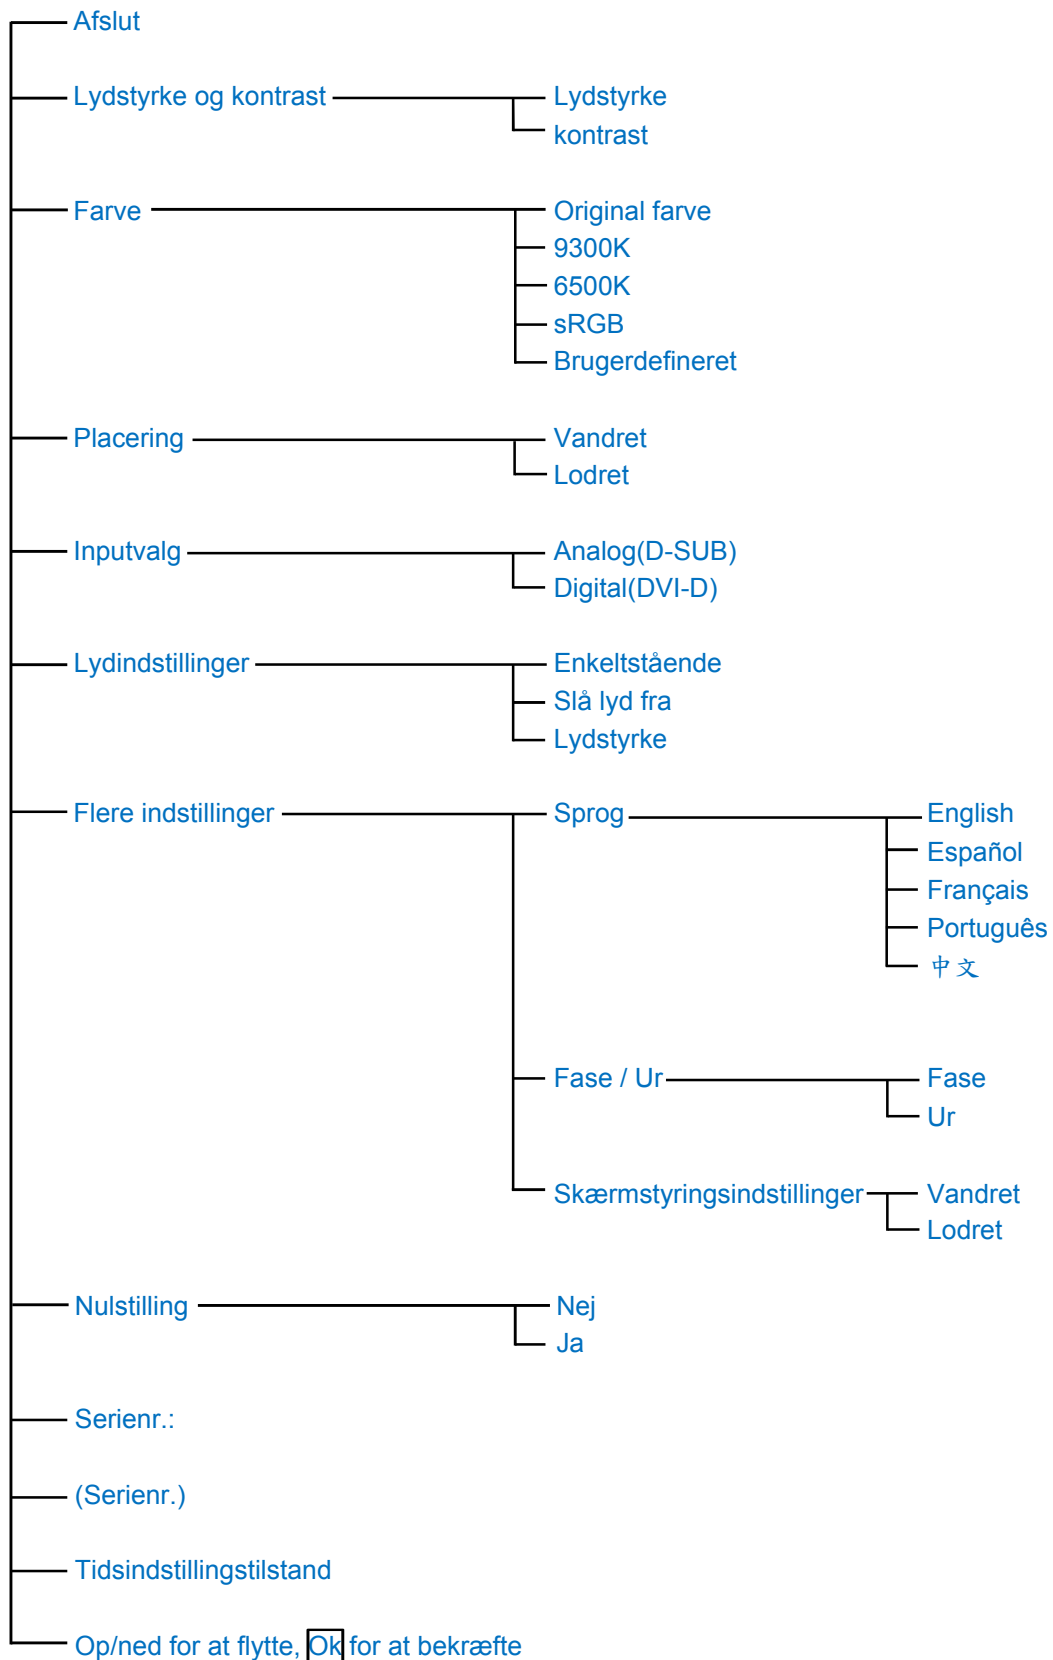 Afslut
Lydstyrke og kontrast
Lydstyrke
kontrast
Farve
Original farve
9300K
6500K
sRGB
Brugerdefineret
Placering
Vandret
Lodret
Inputvalg
Analog(D-SUB)
Digital(DVI-D)
Lydindstillinger
Enkeltstående
Slå lyd fra
Lydstyrke
Flere indstillinger
Sprog
English
Español
Français
Português
中文
Fase / Ur
Fase
Ur
Skærmstyringsindstillinger
Vandret
Lodret
Nulstilling
Nej
Ja
Serienr.:
(Serienr.)
Tidsindstillingstilstand
Op/ned for at flytte, Ok for at bekræfte